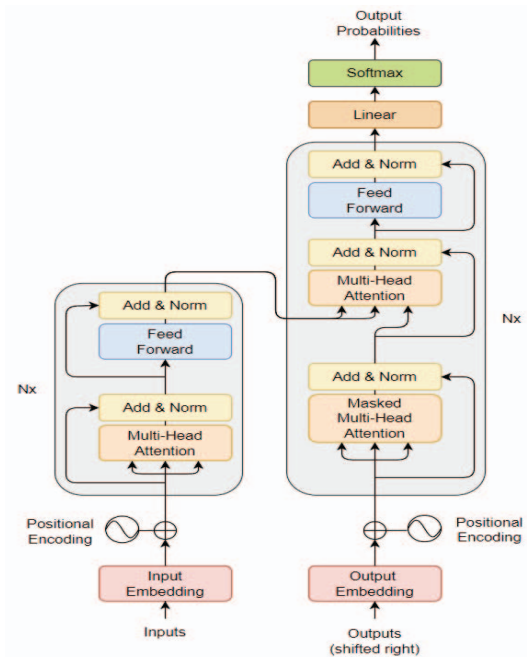 Output
Probabilities
Softmax
Linear
Add & Norm
Feed
Forward
Add & Norm
Multi-Head
Attention
Nx
Add & Norm
Masked
Multi-Head
Attention
Add & Norm
Feed
Forward
Nx
Add & Norm
Multi-Head
Attention
Positional
Encoding
Positional
Encoding
Input
Embedding
Output
Embedding
Inputs
Outputs
(shifted right)